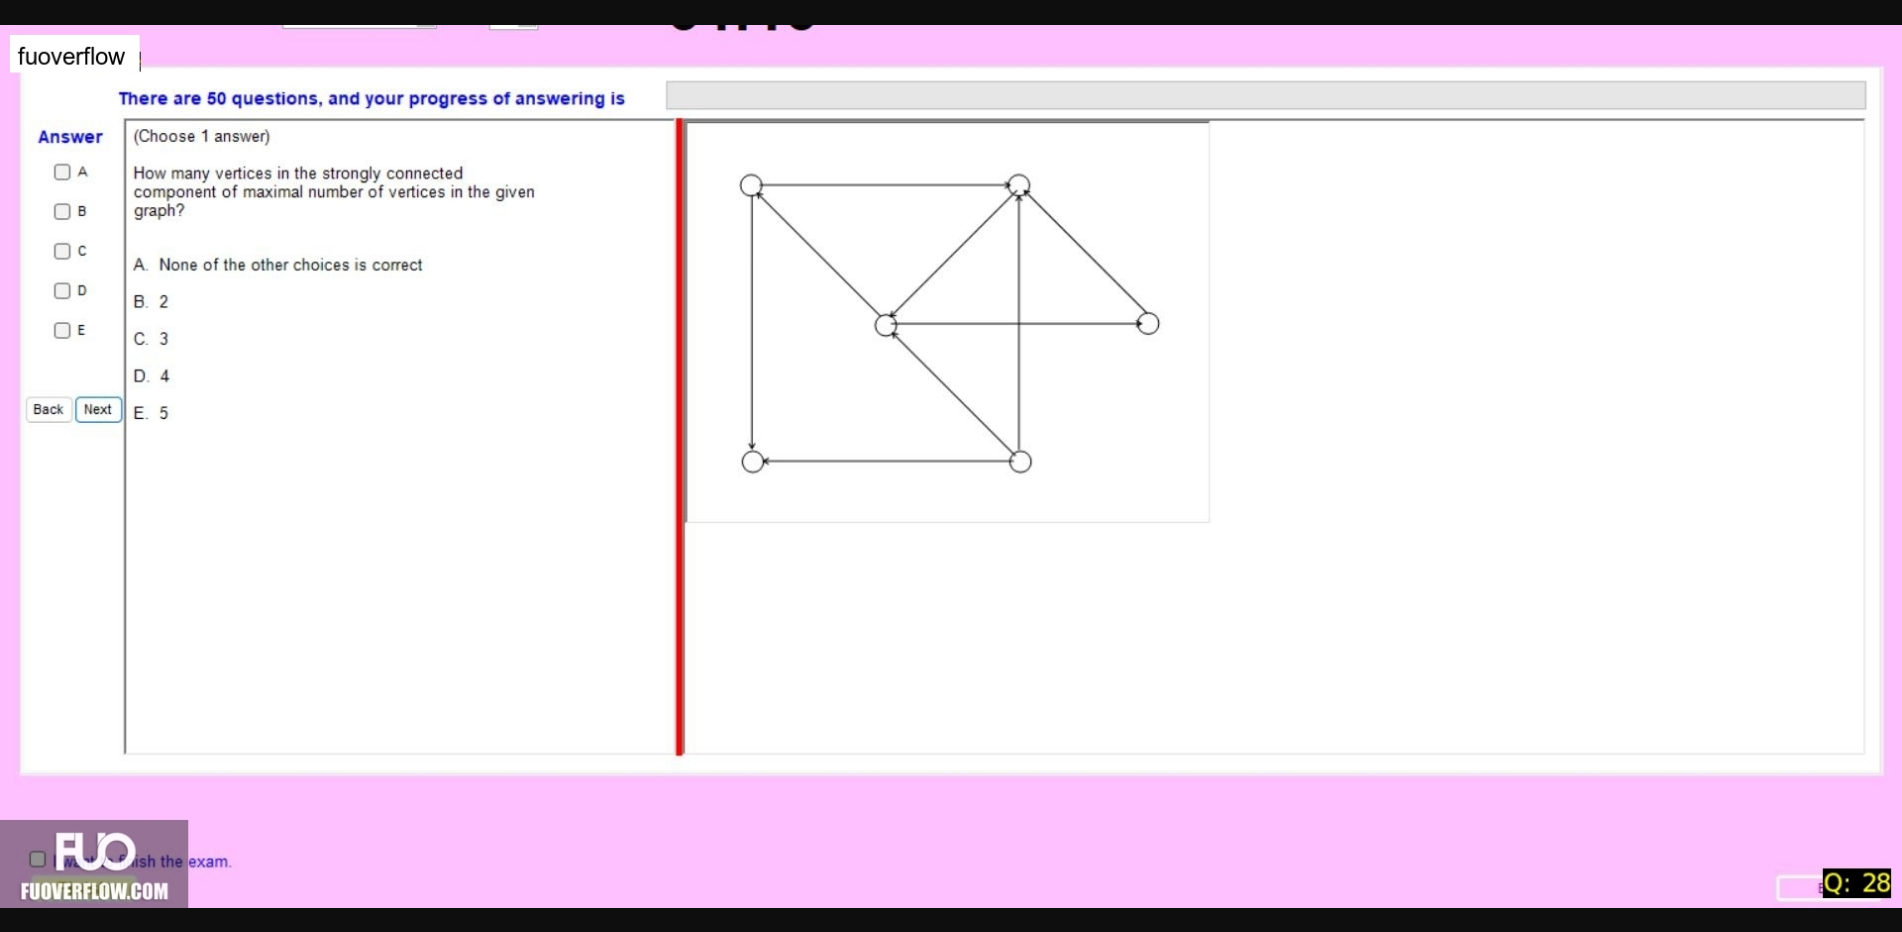 fuoverflow
There are 50 questions, and your progress of answering is
Answer
(Choose 1 answer)
A
How many vertices in the strongly connected
component of maximal number of vertices in the given
graph?
B
C
D
E
A. None of the other choices is correct
B. 2
C. 3
D. 4
E. 5
Back Next
FUO
finish the exam.
FUOVERFLOW.COM
Q: 28